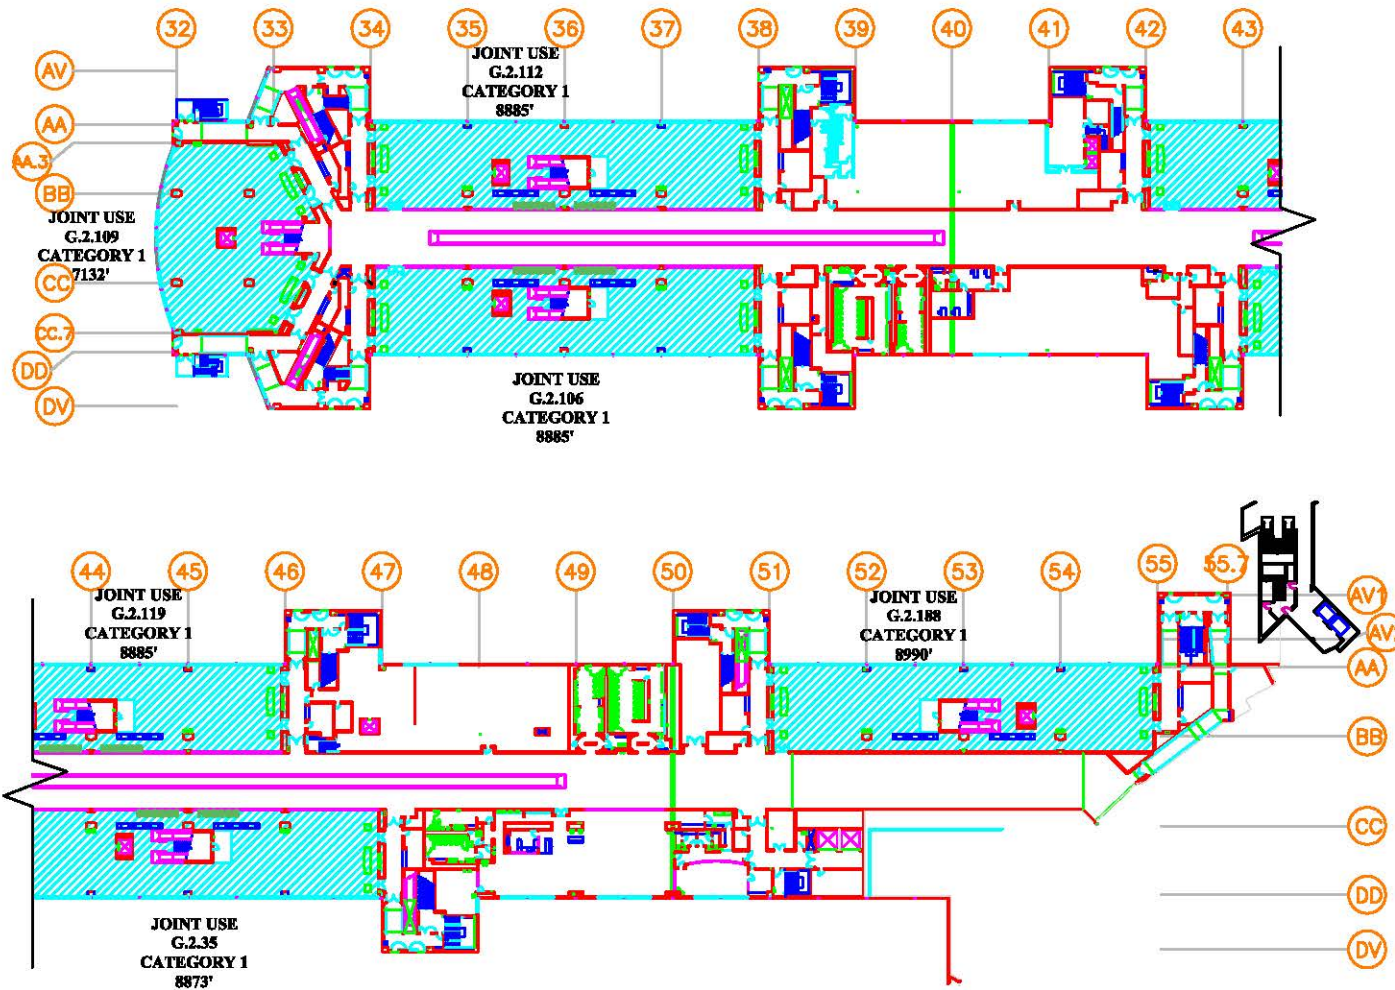 32 33 34 35 36 37 38 39 40 41 42 43
AV
AA
AA.3
BB
CC
CC.7
DD
DV
JOINT USE
G.2.112
CATEGORY 1
8885'
JOINT USE
G.2.109
CATEGORY 1
7132'
JOINT USE
G.2.106
CATEGORY 1
8885'
44 45 46 47 48 49 50 51 52 53 54 55 55.7
JOINT USE
G.2.119
CATEGORY 1
8885'
JOINT USE
G.2.188
CATEGORY 1
8990'
AV1
AA
BB
CC
DD
DV
JOINT USE
G.2.35
CATEGORY 1
8873'